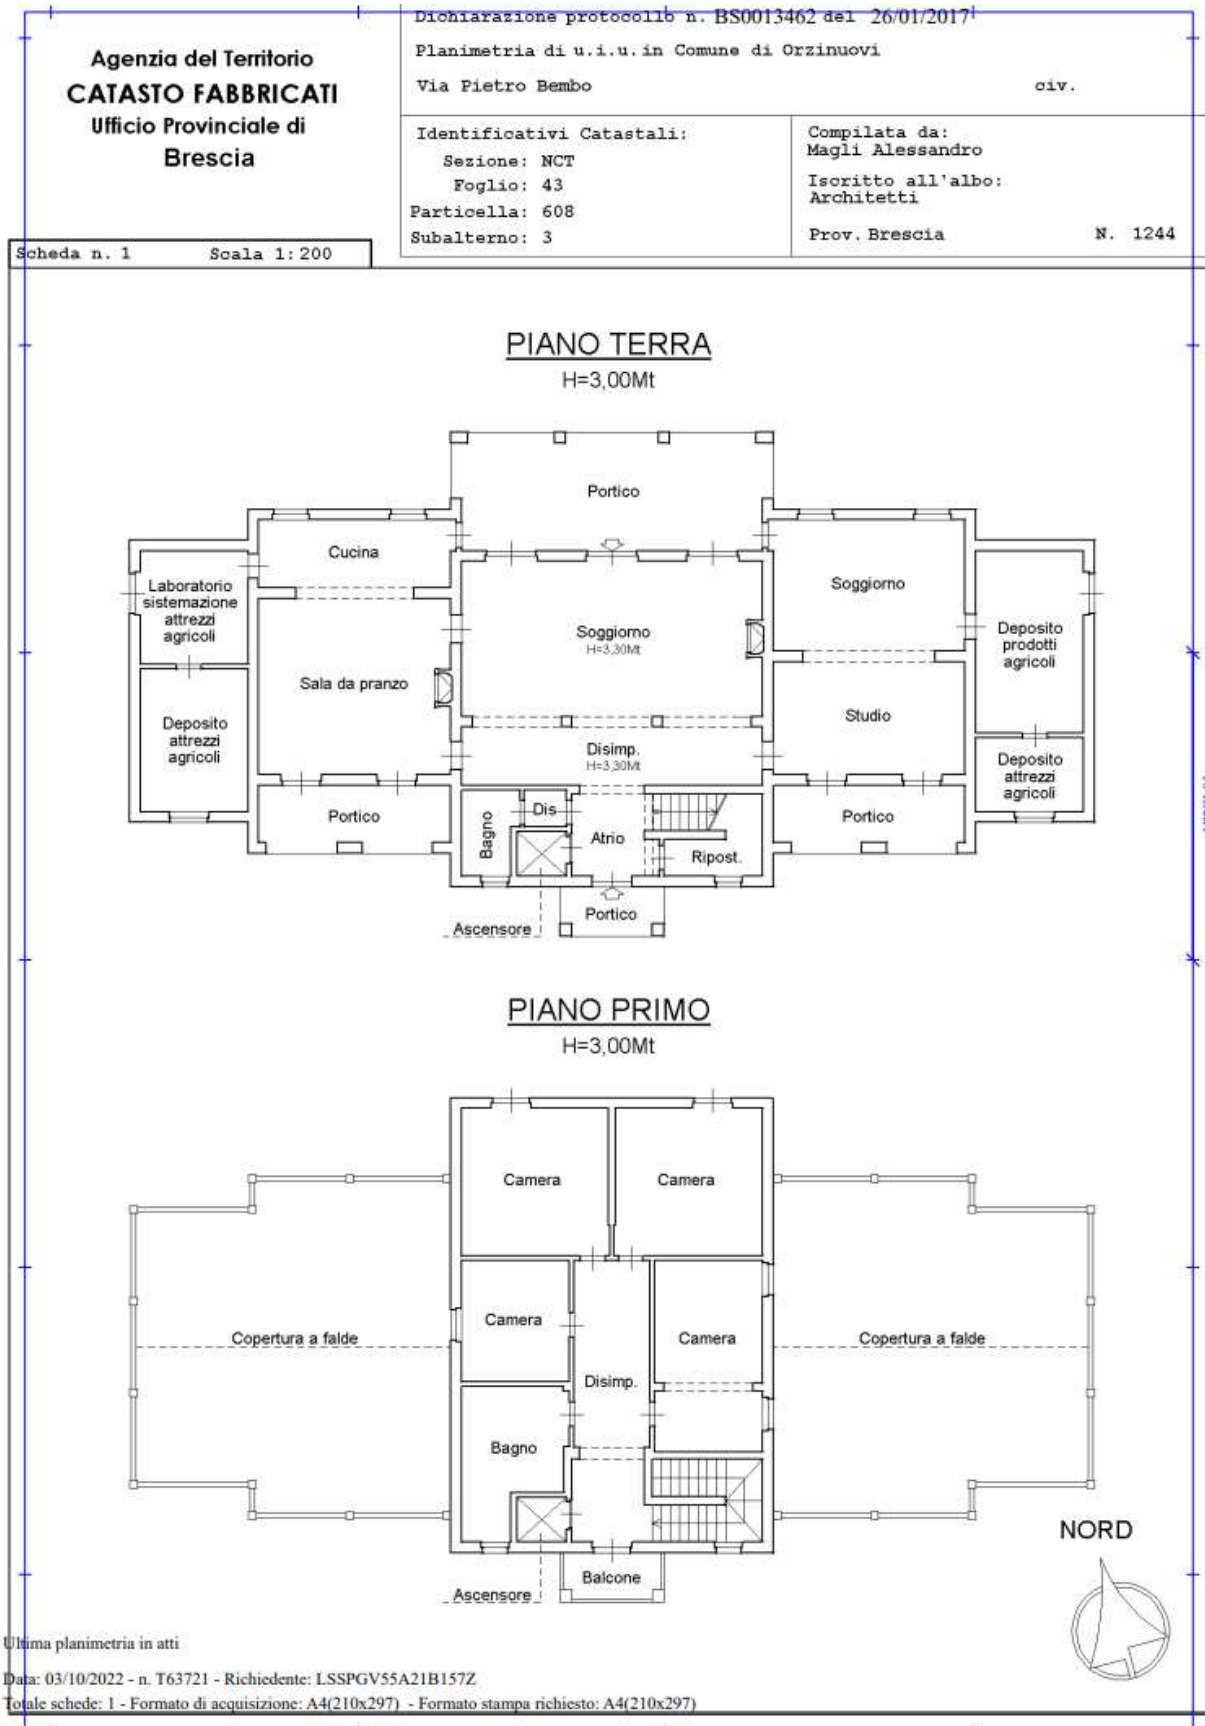 Agenzia del Territorio
CATASTO FABBRICATI
Ufficio Provinciale di
Brescia
Dichiarazione protocollo n. BS0013462 del 26/01/2017
Planimetria di u.i.u. in Comune di Orzinuovi
Via Pietro Bembo civ.
Identificativi Catastali:
Sezione: NCT
Foglio: 43
Particella: 608
Subalterno: 3
Compilata da:
Magli Alessandro
Iscritto all'albo:
Architetti
Prov. Brescia N. 1244
Scheda n. 1 Scala 1:200
PIANO TERRA
H=3,00Mt
Portico
Cucina
Laboratorio
sistemazione
attrezzi
agricoli
Soggiorno
Soggiorno
H=3,30Mt
Deposito
prodotti
agricoli
Sala da pranzo
Studio
Deposito
attrezzi
agricoli
Disimp.
H=3,30Mt
Deposito
attrezzi
agricoli
Portico
Bagno
Dis
Atrio
Ripost.
Portico
Portico
Ascensore
PIANO PRIMO
H=3,00Mt
Camera
Camera
Camera
Camera
Copertura a falde
Copertura a falde
Disimp.
Bagno
Balcone
Ascensore
NORD
Ultima planimetria in atti
Data: 03/10/2022 - n. T63721 - Richiedente: LSSPGV55A21B157Z
Totale schede: 1 - Formato di acquisizione: A4(210x297) - Formato stampa richiesto: A4(210x297)